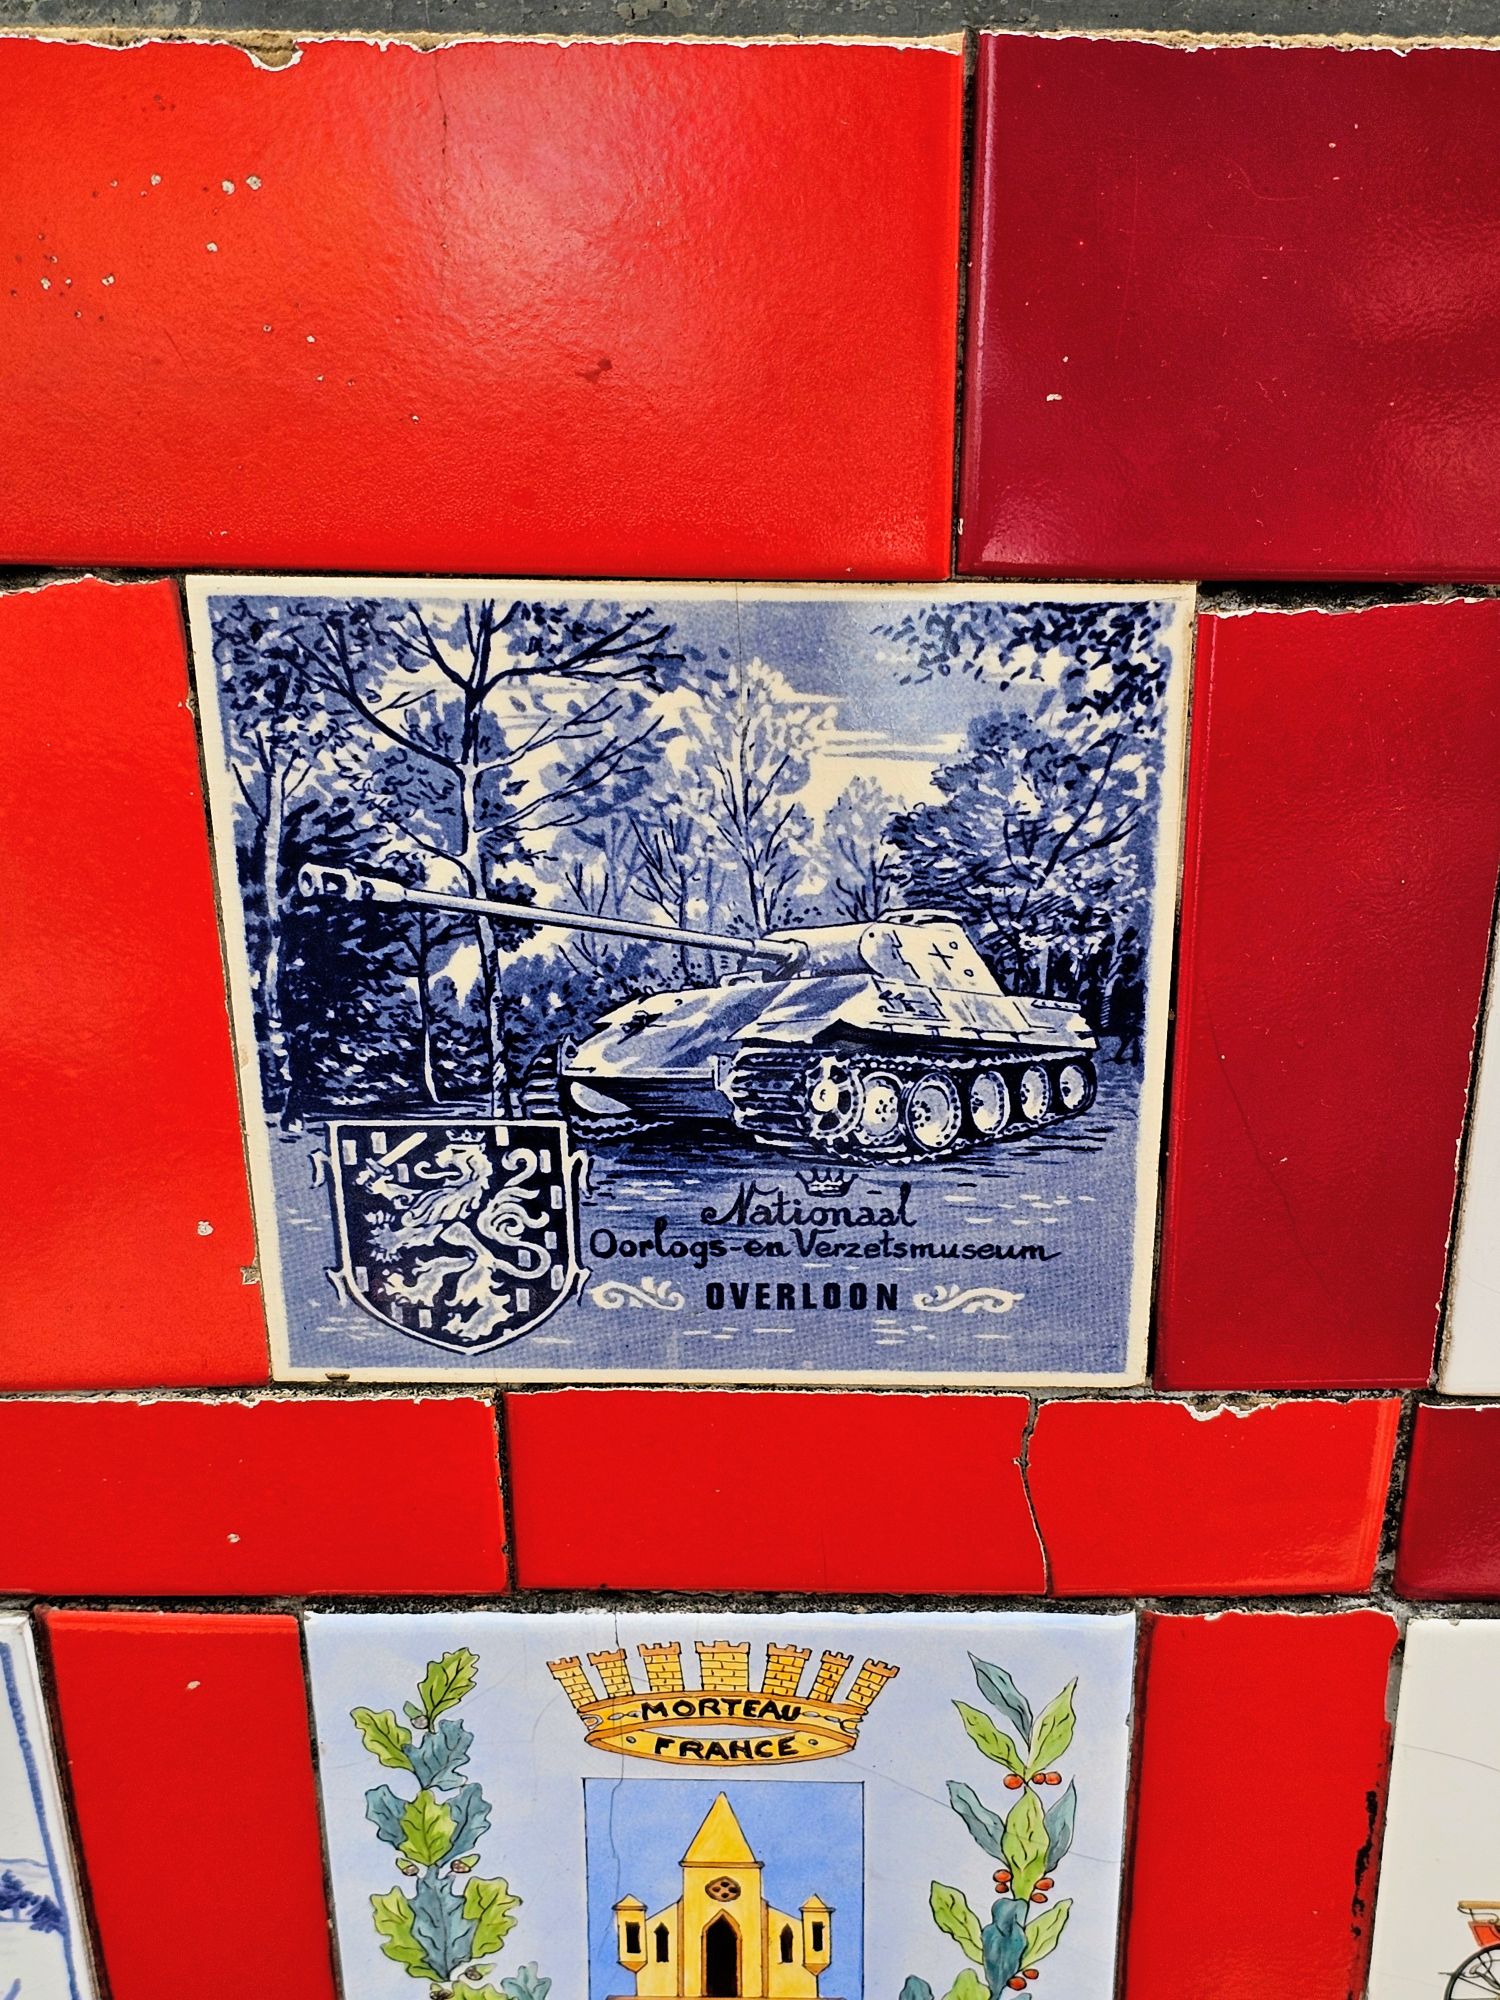 Nationaal
Oorlogs-en Verzetsmuseum
OVERLOON
MORTEAU
FRANCE